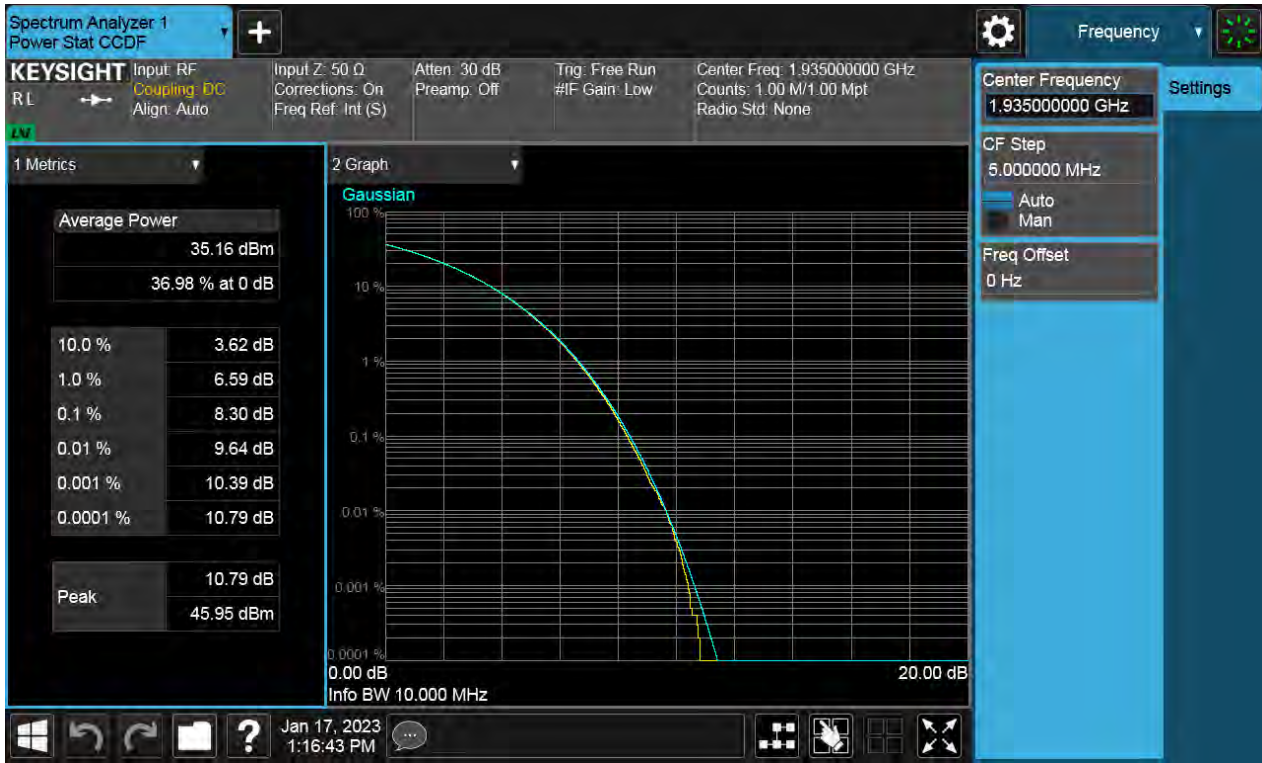 Spectrum Analyzer 1
Power Stat CCDF
Frequency
KEYSIGHT
R L
LNI
Input: RF
Coupling: DC
Align: Auto
Input Z: 50 Ω
Corrections: On
Freq Ref: Int (S)
Atten: 30 dB
Preamp: Off
Trig: Free Run
#IF Gain: Low
Center Freq: 1.935000000 GHz
Counts: 1.00 M/1.00 Mpt
Radio Std: None
Center Frequency
1.935000000 GHz
Settings
CF Step
5.000000 MHz
Auto
Man
Freq Offset
0 Hz
1 Metrics
Average Power
35.16 dBm
36.98 % at 0 dB
10.0 % 3.62 dB
1.0 % 6.59 dB
0.1 % 8.30 dB
0.01 % 9.64 dB
0.001 % 10.39 dB
0.0001 % 10.79 dB
Peak
10.79 dB
45.95 dBm
2 Graph
Gaussian
100 %
10 %
1 %
0.1 %
0.01 %
0.001 %
0.0001 %
0.00 dB 20.00 dB
Info BW 10.000 MHz
Jan 17, 2023
1:16:43 PM